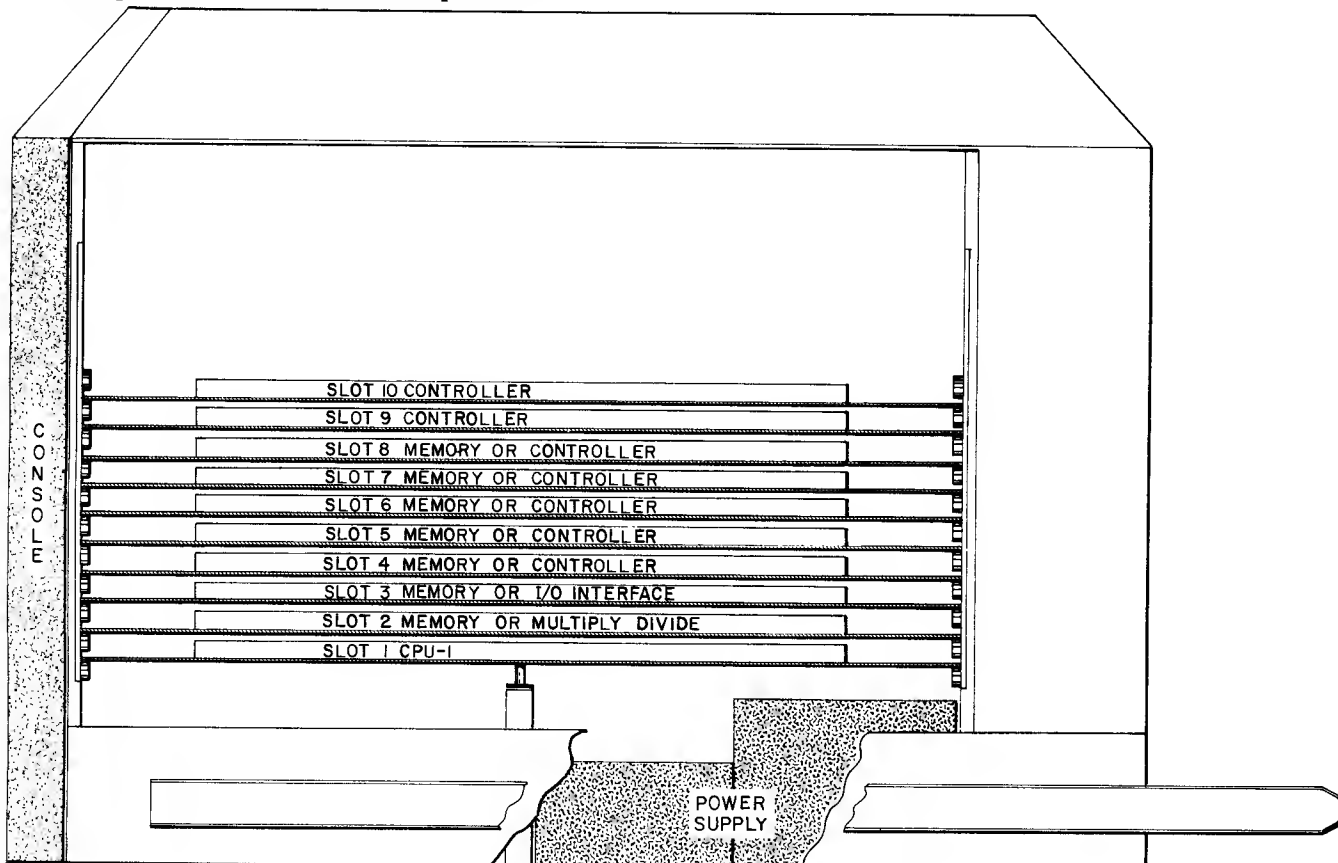 SLOT 10 CONTROLLER
SLOT 9 CONTROLLER
SLOT 8 MEMORY OR CONTROLLER
SLOT 7 MEMORY OR CONTROLLER
SLOT 6 MEMORY OR CONTROLLER
SLOT 5 MEMORY OR CONTROLLER
SLOT 4 MEMORY OR CONTROLLER
SLOT 3 MEMORY OR I/O INTERFACE
SLOT 2 MEMORY OR MULTIPLY DIVIDE
SLOT 1 CPU-1
CONSOLE
POWER
SUPPLY